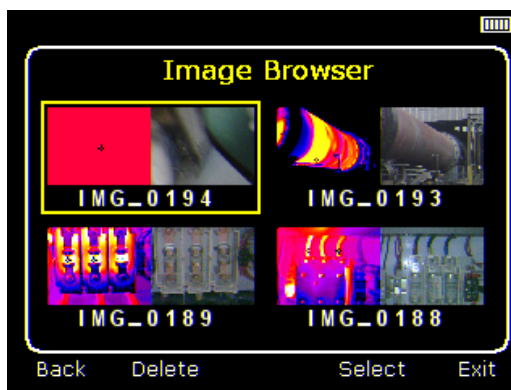 Image Browser
IMG_0194 IMG_0193
IMG_0189 IMG_0188
Back Delete Select Exit